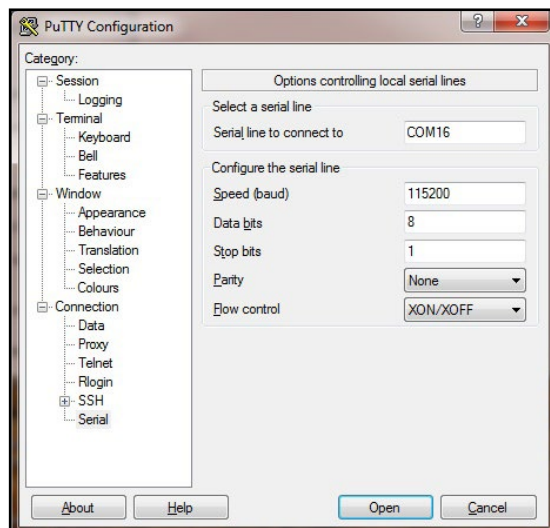 PuTTY Configuration
?
X
Category:
Session
Logging
Terminal
Keyboard
Bell
Features
Window
Appearance
Behaviour
Translation
Selection
Colours
Connection
Data
Proxy
Telnet
Rlogin
SSH
Serial
Options controlling local serial lines
Select a serial line
Serial line to connect to COM16
Configure the serial line
Speed (baud) 115200
Data bits 8
Stop bits 1
Parity None
Flow control XON/XOFF
About Help Open Cancel